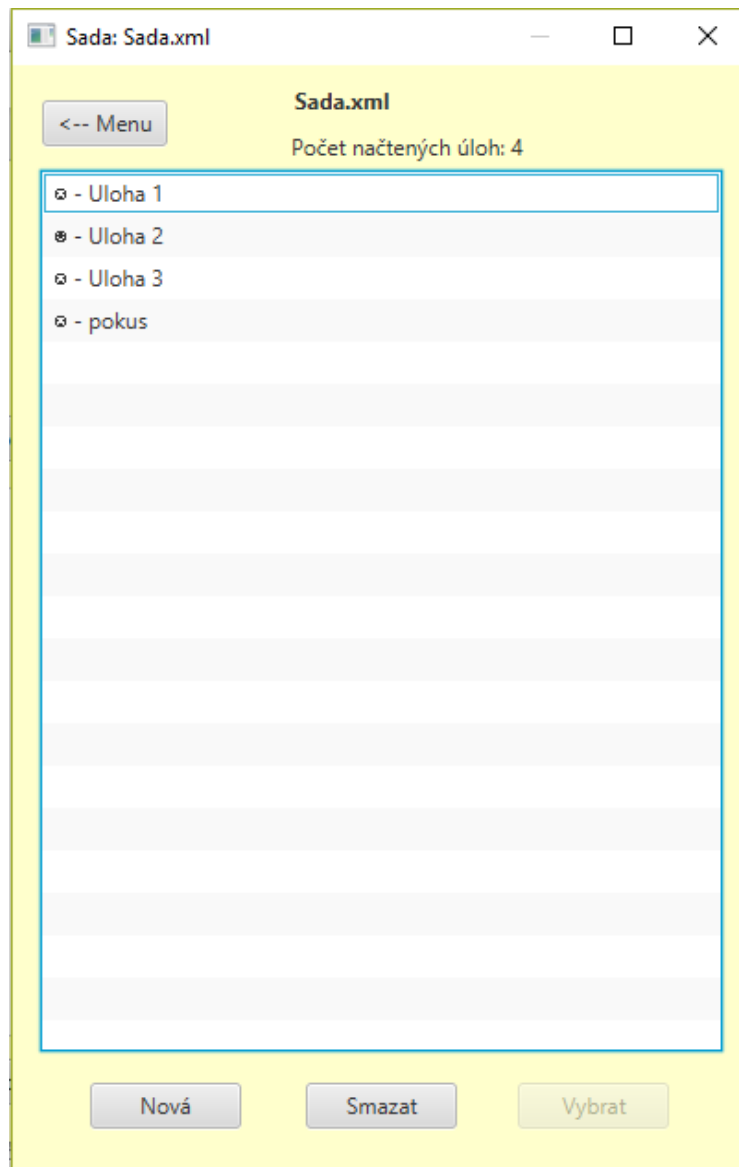 Sada: Sada.xml
<-- Menu
Sada.xml
Počet načtených úloh: 4
- Uloha 1
- Uloha 2
- Uloha 3
- pokus
Nová
Smazat
Vybrat